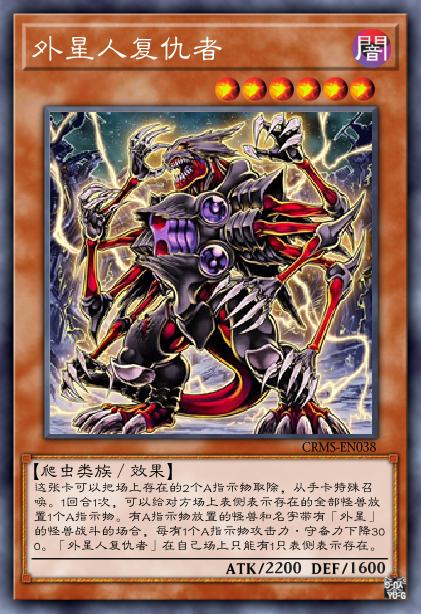 外星人复仇者
闇
CRMS-EN038
【爬虫类族／效果】
这张卡可以把场上存在的2个A指示物取除，从手卡特殊召
唤。1回合1次，可以给对方场上表侧表示存在的全部怪兽放
置1个A指示物。有A指示物放置的怪兽和名字带有「外星」
的怪兽战斗的场合，每有1个A指示物攻击力·守备力下降30
0。「外星人复仇者」在自己场上只能有1只表侧表示存在。
ATK/2200 DEF/1600